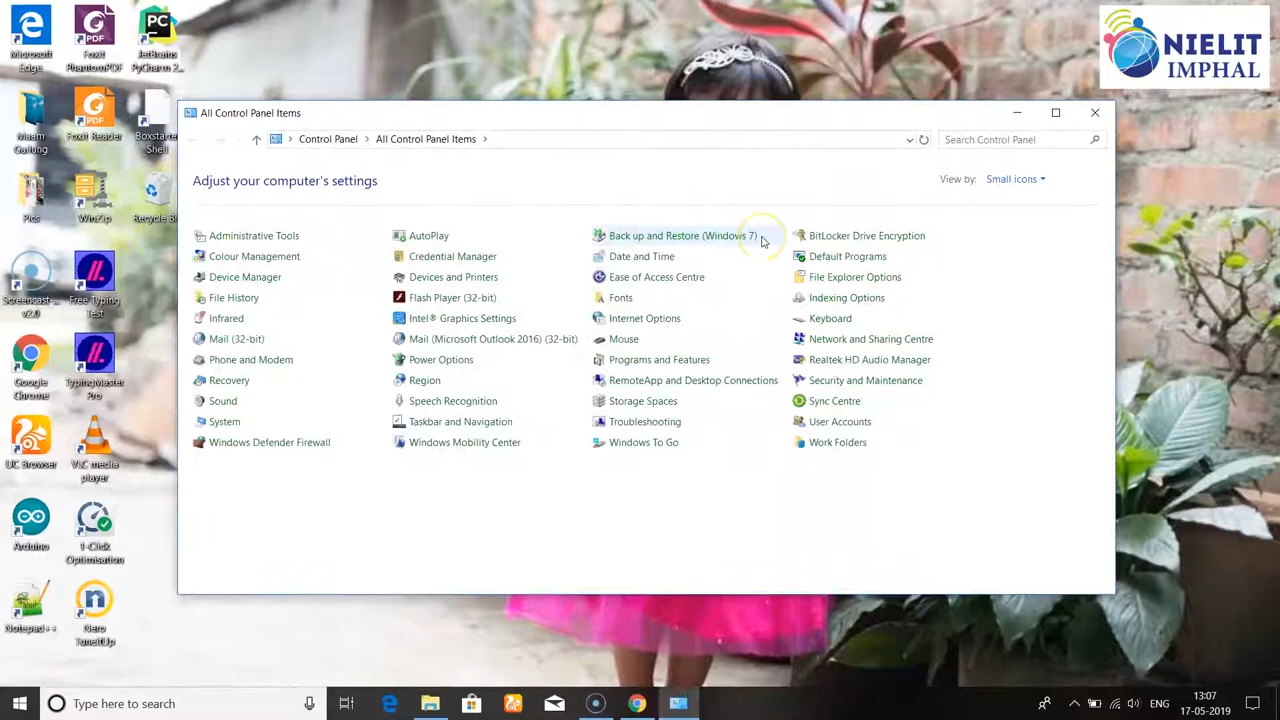 Microsoft
Edge
Foxit
PhantomPDF
JetBrains
PyCharm 2...
NIELIT
IMPHAL
Maam
Gallung
Foxit Reader
Boxstarter
Shell
Pics
WinZip
Recycle Bi
Screencast-...
v2.0
Free Typing
Test
Google
Chrome
TypingMaster
Pro
UC Browser
VLC media
player
Arduino
1-Click
Optimisation
Notepad++
Nero
TuneItUp
All Control Panel Items
Control Panel > All Control Panel Items >
Search Control Panel
Adjust your computer's settings
View by: Small icons
Administrative Tools
AutoPlay
Back up and Restore (Windows 7)
BitLocker Drive Encryption
Colour Management
Credential Manager
Date and Time
Default Programs
Device Manager
Devices and Printers
Ease of Access Centre
File Explorer Options
File History
Flash Player (32-bit)
Fonts
Indexing Options
Infrared
Intel® Graphics Settings
Internet Options
Keyboard
Mail (32-bit)
Mail (Microsoft Outlook 2016) (32-bit)
Mouse
Network and Sharing Centre
Phone and Modem
Power Options
Programs and Features
Realtek HD Audio Manager
Recovery
Region
RemoteApp and Desktop Connections
Security and Maintenance
Sound
Speech Recognition
Storage Spaces
Sync Centre
System
Taskbar and Navigation
Troubleshooting
User Accounts
Windows Defender Firewall
Windows Mobility Center
Windows To Go
Work Folders
Type here to search
ENG
13:07
17-05-2019